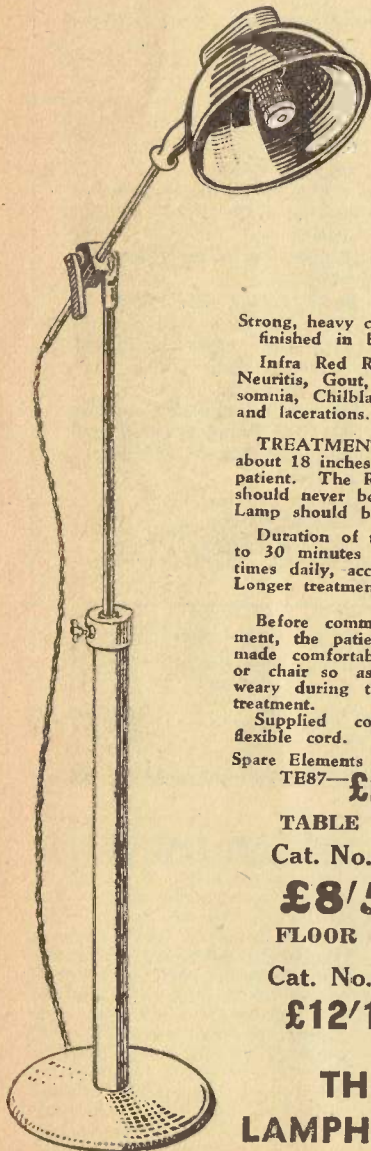 Strong, heavy c
finished in
Infra Red R
Neuritis, Gout,
somnia, Chilbla
and lacerations.
TREATMENT
about 18 inches
patient. The R
should never be
Lamp should b
Duration of
to 30 minutes
times daily, acc
Longer treatmen
Before comm
ment, the patie
made comfortab
or chair so as
weary during t
treatment.
Supplied co
flexible cord.
Spare Elements
TE87—£
TABLE
Cat. No.
£8/5
FLOOR
Cat. No.
£12/1
TH
LAMPH